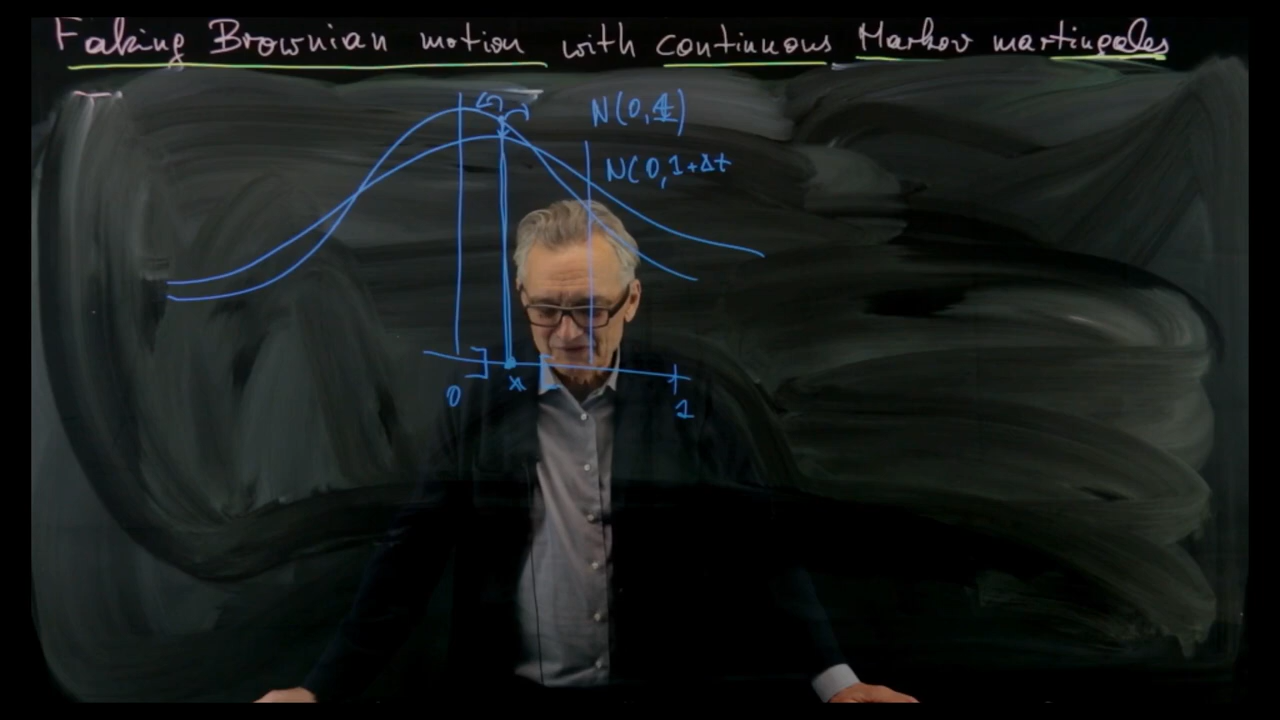 Faking Brownian motion with continuous Markov martingales
N(0,1)
N(0,1+Δt
0 x 1